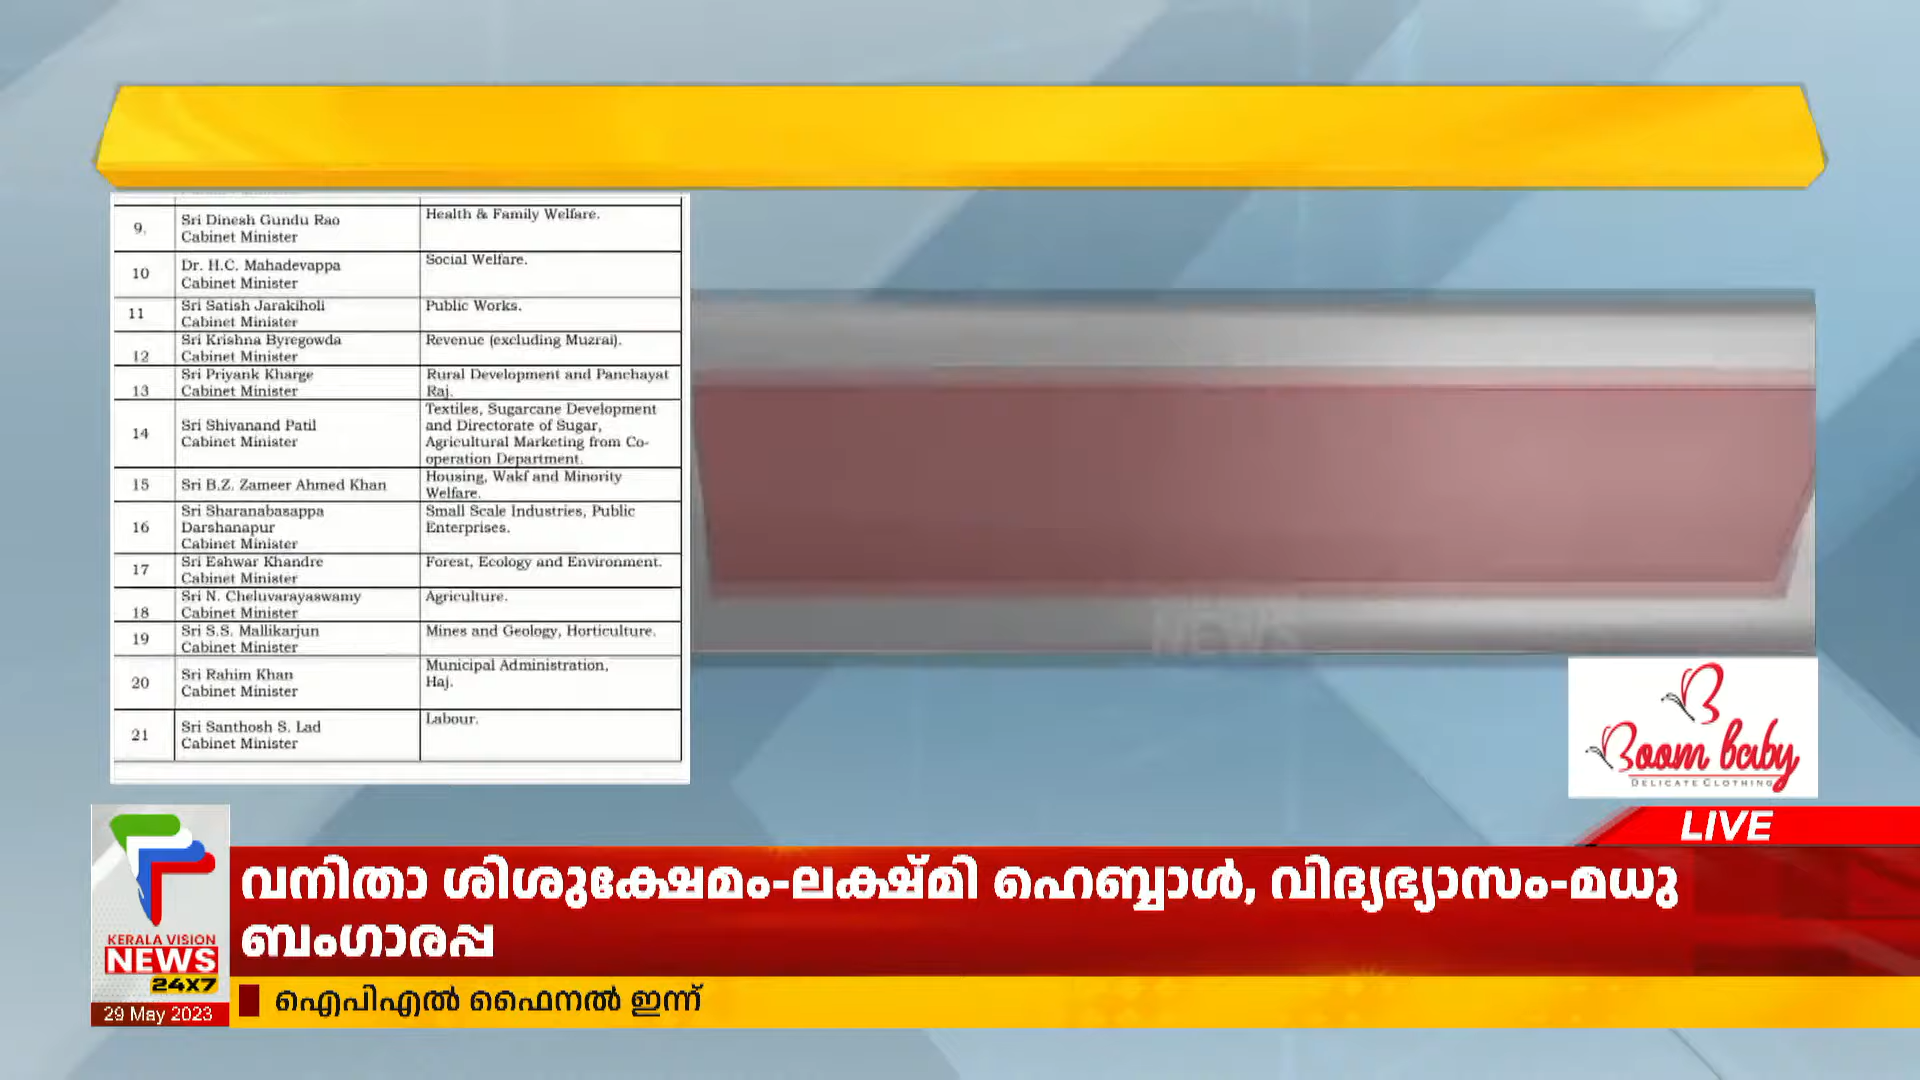 9.
Sri Dinesh Gundu Rao
Cabinet Minister
Health & Family Welfare.
10
Dr. H.C. Mahadevappa
Cabinet Minister
Social Welfare.
11
Sri Satish Jarakiholi
Cabinet Minister
Public Works.
12
Sri Krishna Byregowda
Cabinet Minister
Revenue (excluding Muzrai).
13
Sri Priyank Kharge
Cabinet Minister
Rural Development and Panchayat
Raj.
14
Sri Shivanand Patil
Cabinet Minister
Textiles, Sugarcane Development
and Directorate of Sugar,
Agricultural Marketing from Co-
operation Department.
15
Sri B.Z. Zameer Ahmed Khan
Housing, Wakf and Minority
Welfare.
16
Sri Sharanabasappa
Darshanapur
Cabinet Minister
Small Scale Industries, Public
Enterprises.
17
Sri Eshwar Khandre
Cabinet Minister
Forest, Ecology and Environment.
18
Sri N. Cheluvarayaswamy
Cabinet Minister
Agriculture.
19
Sri S.S. Mallikarjun
Cabinet Minister
Mines and Geology, Horticulture.
20
Sri Rahim Khan
Cabinet Minister
Municipal Administration,
Haj.
21
Sri Santhosh S. Lad
Cabinet Minister
Labour.
NEWS
Boom baby
DELICATE CLOTHING
LIVE
വനിതാ ശിശുക്ഷേമം-ലക്ഷ്മി ഹെബ്ബാൾ, വിദ്യഭ്യാസം-മധു
ബംഗാരപ്പ
KERALA VISION
NEWS
24X7
29 May 2023
ഐപിഎൽ ഫൈനൽ ഇന്ന്